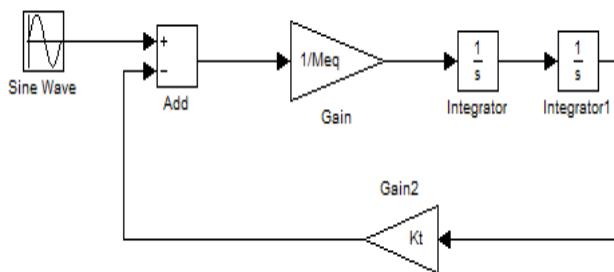 Sine Wave
+
−
Add
1/Meq
Gain
1
s
Integrator
1
s
Integrator1
Gain2
Kt